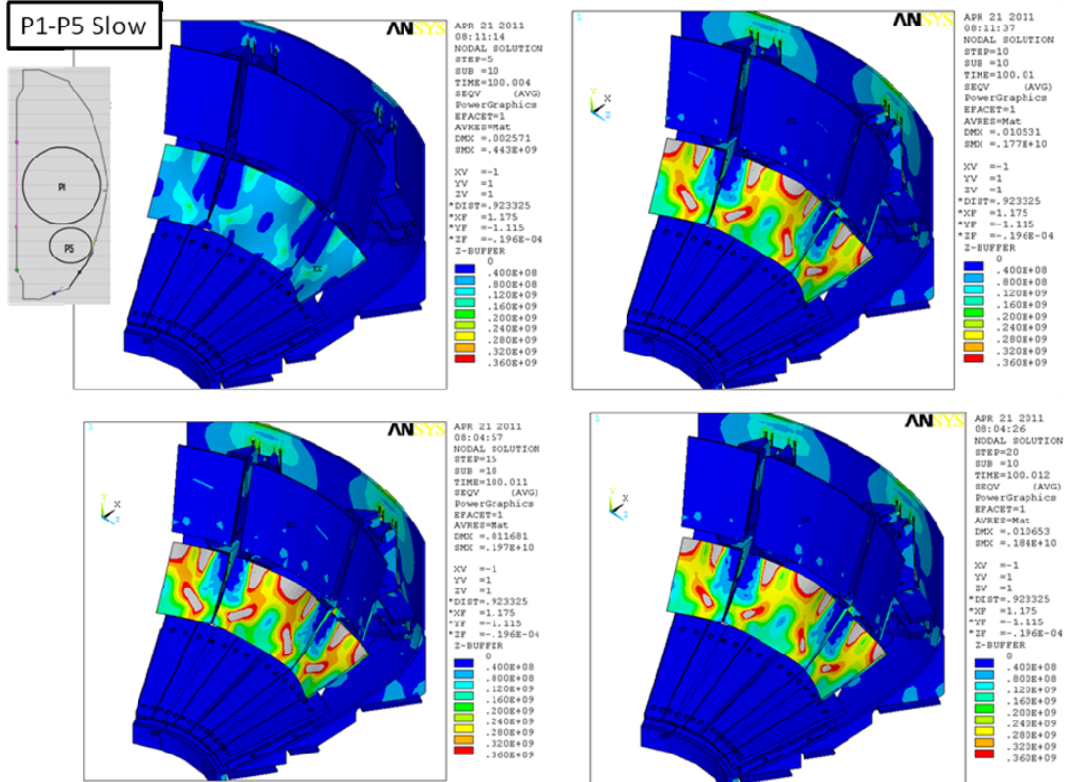 P1-P5 Slow
P1
P5
ANSYS
APR 21 2011
08:11:14
NODAL SOLUTION
STEP=5
SUB =10
TIME=100.004
SEQV (AVG)
PowerGraphics
EFACET=1
AVRES=Mat
DMX =.002571
SMX =.443E+09
XV =-1
YV =1
ZV =1
*DIST=.923325
*XF =1.175
*YF =-1.115
*ZF =-.196E-04
Z-BUFFER
0
.400E+08
.800E+08
.120E+09
.160E+09
.200E+09
.240E+09
.280E+09
.320E+09
.360E+09
1
Y
X
Z
ANSYS
APR 21 2011
08:11:37
NODAL SOLUTION
STEP=10
SUB =10
TIME=100.01
SEQV (AVG)
PowerGraphics
EFACET=1
AVRES=Mat
DMX =.010531
SMX =.177E+10
XV =-1
YV =1
ZV =1
*DIST=.923325
*XF =1.175
*YF =-1.115
*ZF =-.196E-04
Z-BUFFER
0
.400E+08
.800E+08
.120E+09
.160E+09
.200E+09
.240E+09
.280E+09
.320E+09
.360E+09
1
Y
X
Z
ANSYS
APR 21 2011
08:04:57
NODAL SOLUTION
STEP=15
SUB =10
TIME=100.011
SEQV (AVG)
PowerGraphics
EFACET=1
AVRES=Mat
DMX =.011681
SMX =.197E+10
XV =-1
YV =1
ZV =1
*DIST=.923325
*XF =1.175
*YF =-1.115
*ZF =-.196E-04
Z-BUFFER
0
.400E+08
.800E+08
.120E+09
.160E+09
.200E+09
.240E+09
.280E+09
.320E+09
.360E+09
1
Y
X
Z
ANSYS
APR 21 2011
08:04:26
NODAL SOLUTION
STEP=20
SUB =10
TIME=100.012
SEQV (AVG)
PowerGraphics
EFACET=1
AVRES=Mat
DMX =.010653
SMX =.184E+10
XV =-1
YV =1
ZV =1
*DIST=.923325
*XF =1.175
*YF =-1.115
*ZF =-.196E-04
Z-BUFFER
0
.400E+08
.800E+08
.120E+09
.160E+09
.200E+09
.240E+09
.280E+09
.320E+09
.360E+09